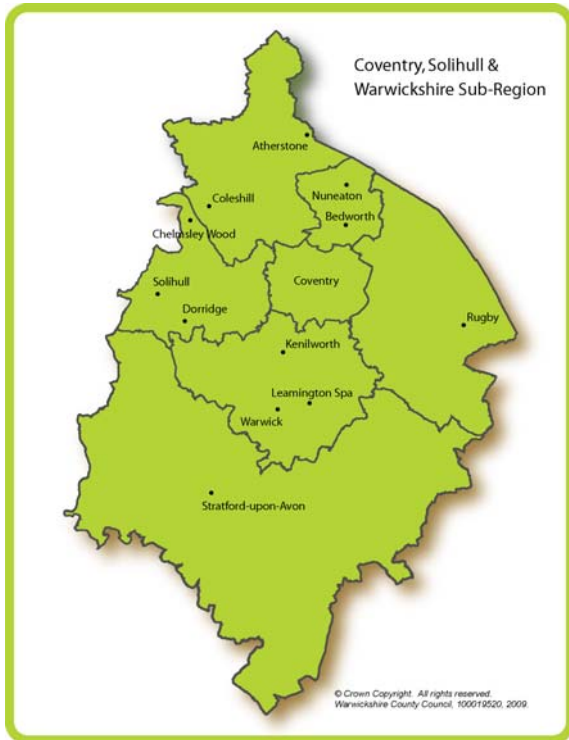 Coventry, Solihull &
Warwickshire Sub-Region
Atherstone
Nuneaton
Coleshill
Bedworth
Chelmsley Wood
Solihull
Coventry
Dorridge
Rugby
Kenilworth
Leamington Spa
Warwick
Stratford-upon-Avon
© Crown Copyright. All rights reserved.
Warwickshire County Council, 100019520, 2009.